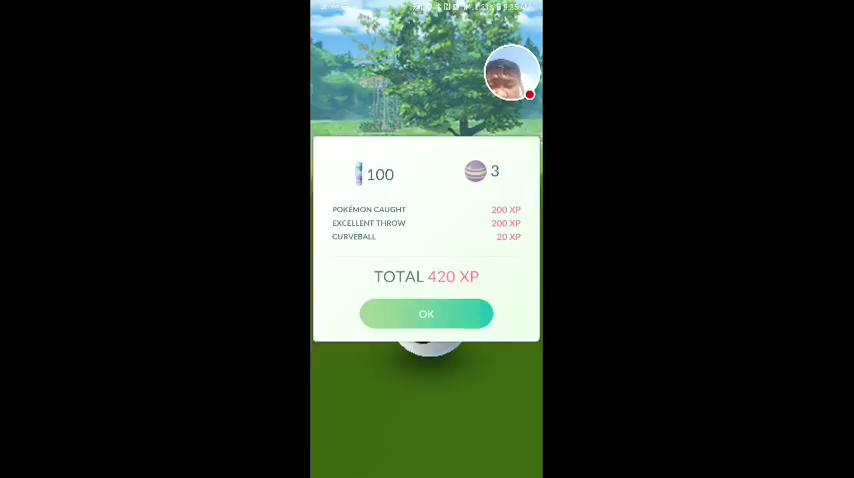 100
3
POKÉMON CAUGHT 200 XP
EXCELLENT THROW 200 XP
CURVEBALL 20 XP
TOTAL 420 XP
OK